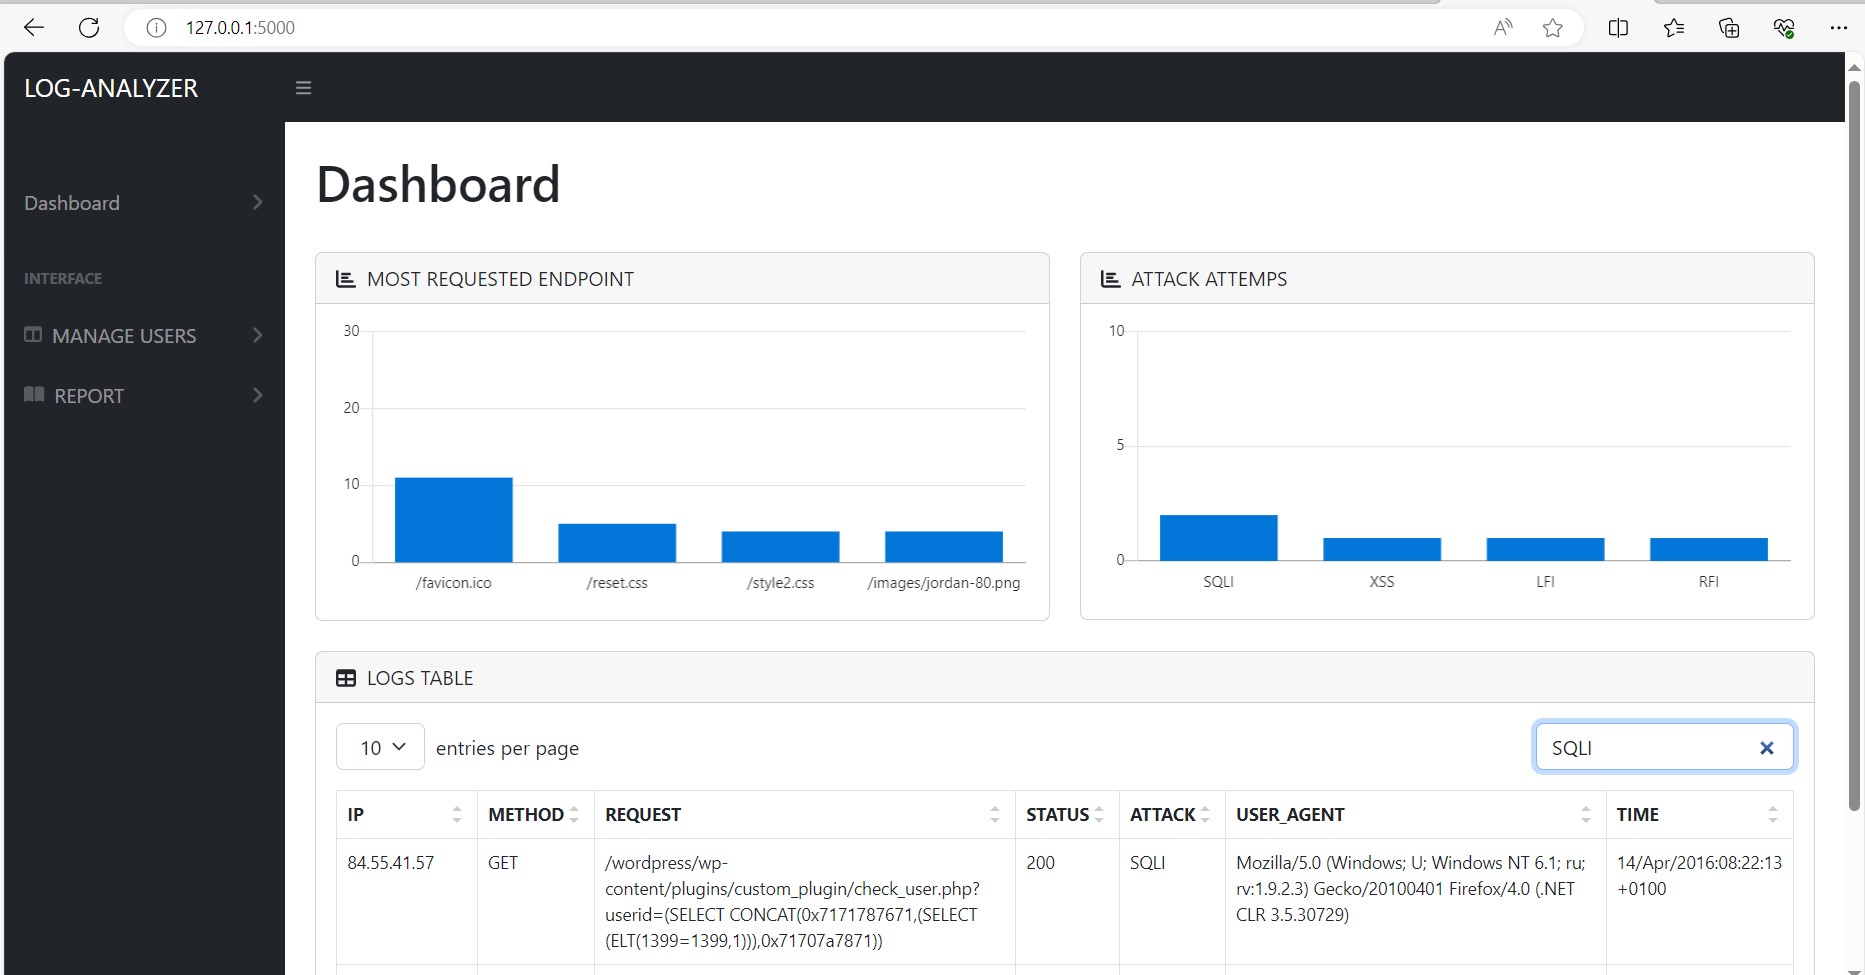 127.0.0.1:5000
LOG-ANALYZER
Dashboard
INTERFACE
MANAGE USERS
REPORT
Dashboard
MOST REQUESTED ENDPOINT
30
20
10
0
/favicon.ico
/reset.css
/style2.css
/images/jordan-80.png
ATTACK ATTEMPS
10
5
0
SQLI
XSS
LFI
RFI
LOGS TABLE
10
entries per page
SQLI
IP
METHOD
REQUEST
STATUS
ATTACK
USER_AGENT
TIME
84.55.41.57
GET
/wordpress/wp-
content/plugins/custom_plugin/check_user.php?
userid=(SELECT CONCAT(0x7171787671,(SELECT
(ELT(1399=1399,1))),0x71707a7871))
200
SQLI
Mozilla/5.0 (Windows; U; Windows NT 6.1; ru;
rv:1.9.2.3) Gecko/20100401 Firefox/4.0 (.NET
CLR 3.5.30729)
14/Apr/2016:08:22:13
+0100